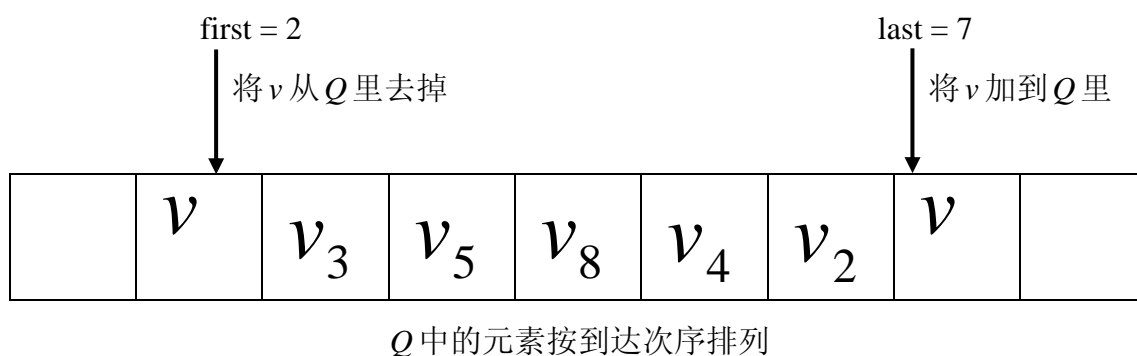 first = 2 last = 7
将 v 从 Q 里去掉 将 v 加到 Q 里
v v₃ v₅ v₈ v₄ v₂ v
Q 中的元素按到达次序排列